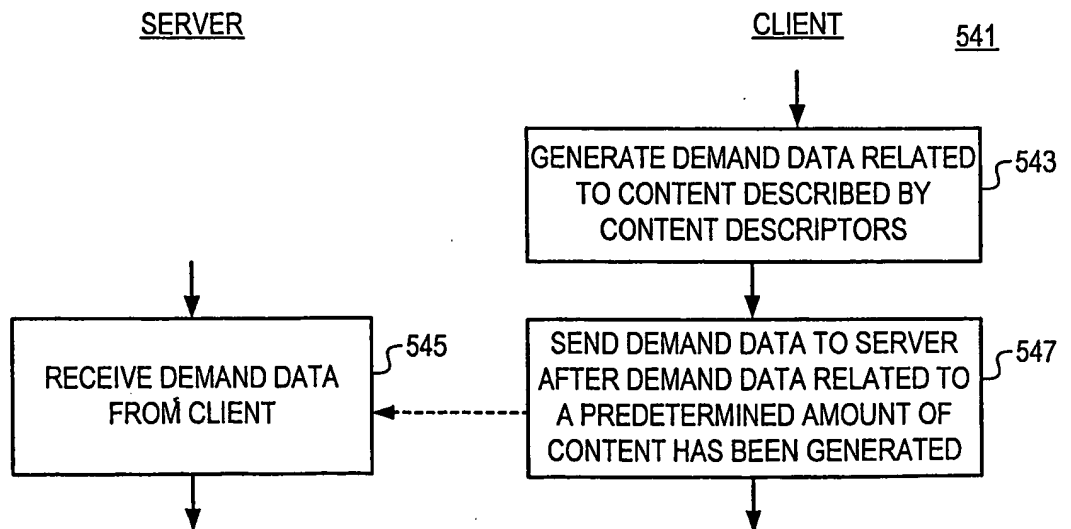 SERVER
CLIENT
541
GENERATE DEMAND DATA RELATED
TO CONTENT DESCRIBED BY
CONTENT DESCRIPTORS
543
RECEIVE DEMAND DATA
FROM CLIENT
545
SEND DEMAND DATA TO SERVER
AFTER DEMAND DATA RELATED TO
A PREDETERMINED AMOUNT OF
CONTENT HAS BEEN GENERATED
547